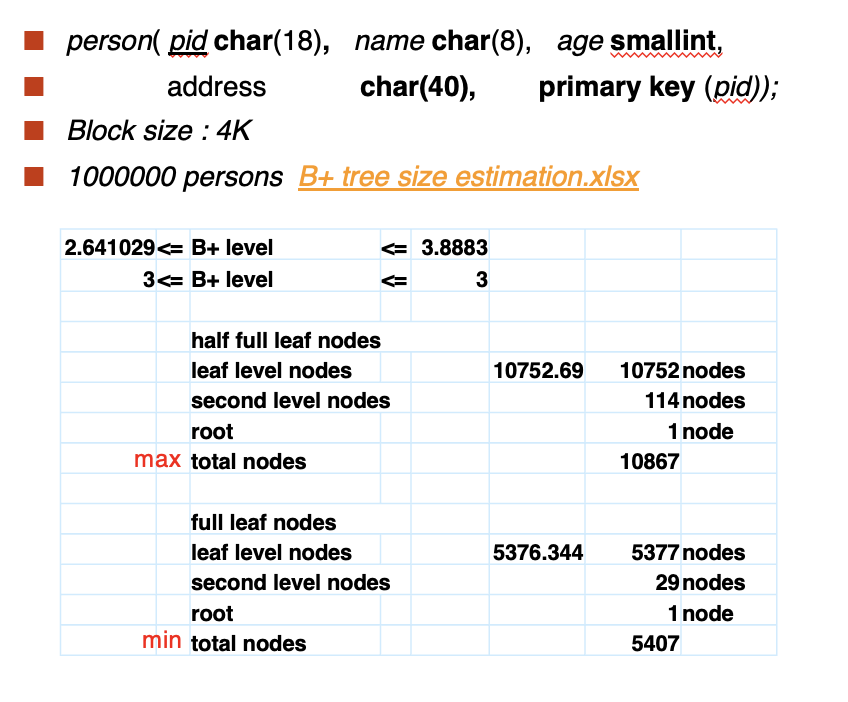 person( pid char(18), name char(8), age smallint,
address char(40), primary key (pid));
Block size : 4K
1000000 persons B+ tree size estimation.xlsx
2.641029 <= B+ level <= 3.8883
3 <= B+ level <= 3
half full leaf nodes
leaf level nodes 10752.69 10752 nodes
second level nodes 114 nodes
root 1 node
max total nodes 10867
full leaf nodes
leaf level nodes 5376.344 5377 nodes
second level nodes 29 nodes
root 1 node
min total nodes 5407